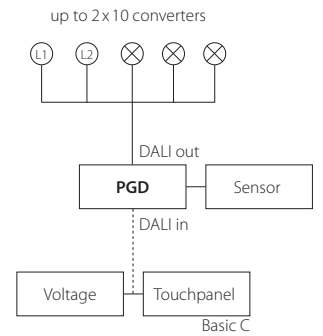 up to 2 x 10 converters
L1 L2
DALI out
PGD Sensor
DALI in
Voltage Touchpanel
Basic C